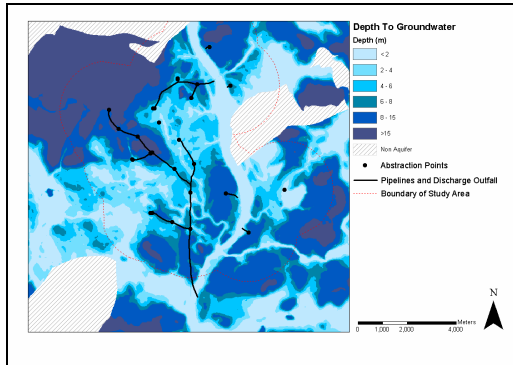 Depth To Groundwater
Depth (m)
< 2
2 - 4
4 - 6
6 - 8
8 - 15
>15
Non Aquifer
Abstraction Points
Pipelines and Discharge Outfall
Boundary of Study Area
N
Meters
0 1,000 2,000 4,000